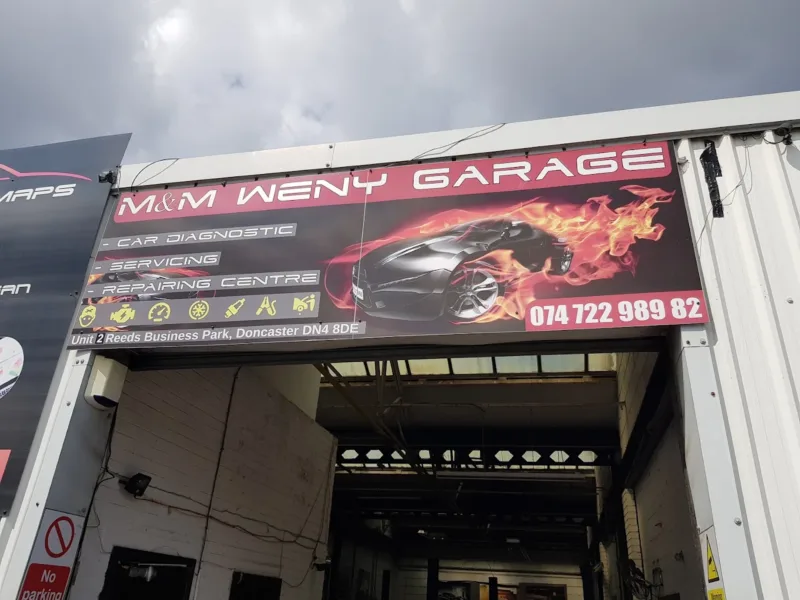 M&M WENY GARAGE
- CAR DIAGNOSTIC
- SERVICING
- REPAIRING CENTRE
074 722 989 82
Unit 2 Reeds Business Park, Doncaster DN4 8DE
MAPS
No
parking